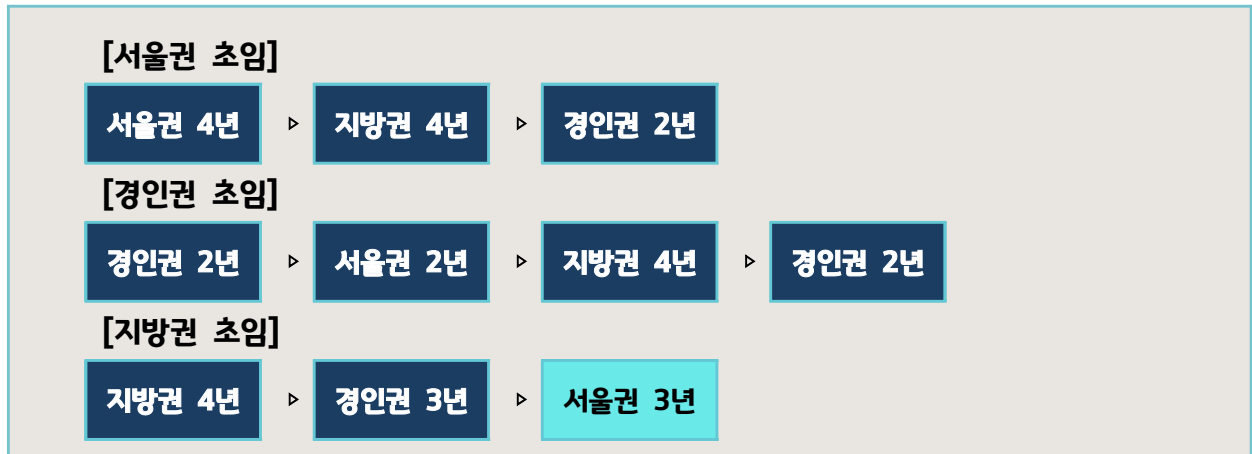 [서울권 초임]
서울권 4년 ▷ 지방권 4년 ▷ 경인권 2년
[경인권 초임]
경인권 2년 ▷ 서울권 2년 ▷ 지방권 4년 ▷ 경인권 2년
[지방권 초임]
지방권 4년 ▷ 경인권 3년 ▷ 서울권 3년